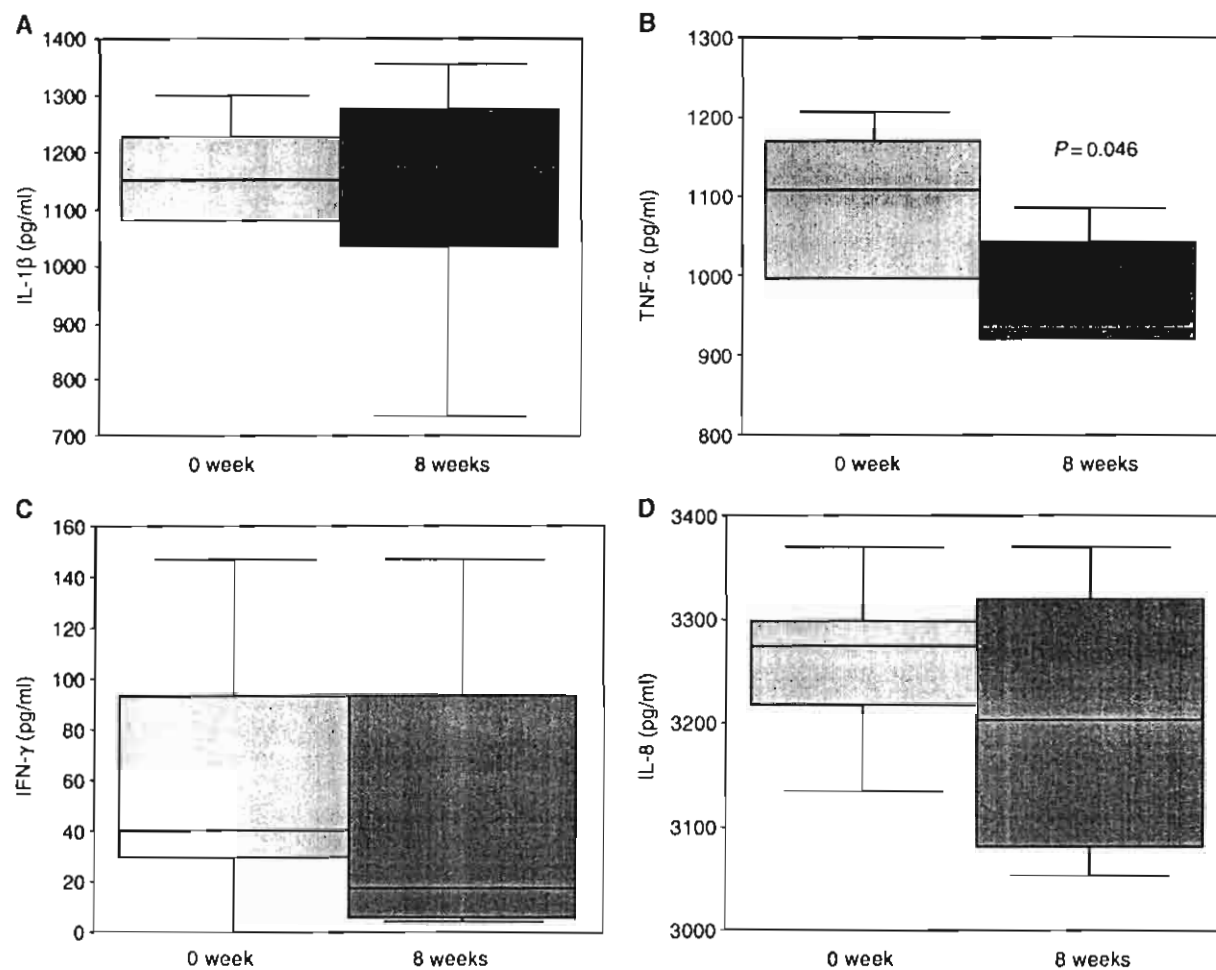 A
IL-1β (pg/ml)
1400
1300
1200
1100
1000
900
800
700
0 week
8 weeks
B
TNF-α (pg/ml)
1300
1200
1100
1000
900
800
P=0.046
0 week
8 weeks
C
IFN-γ (pg/ml)
160
140
120
100
80
60
40
20
0
0 week
8 weeks
D
IL-8 (pg/ml)
3400
3300
3200
3100
3000
0 week
8 weeks